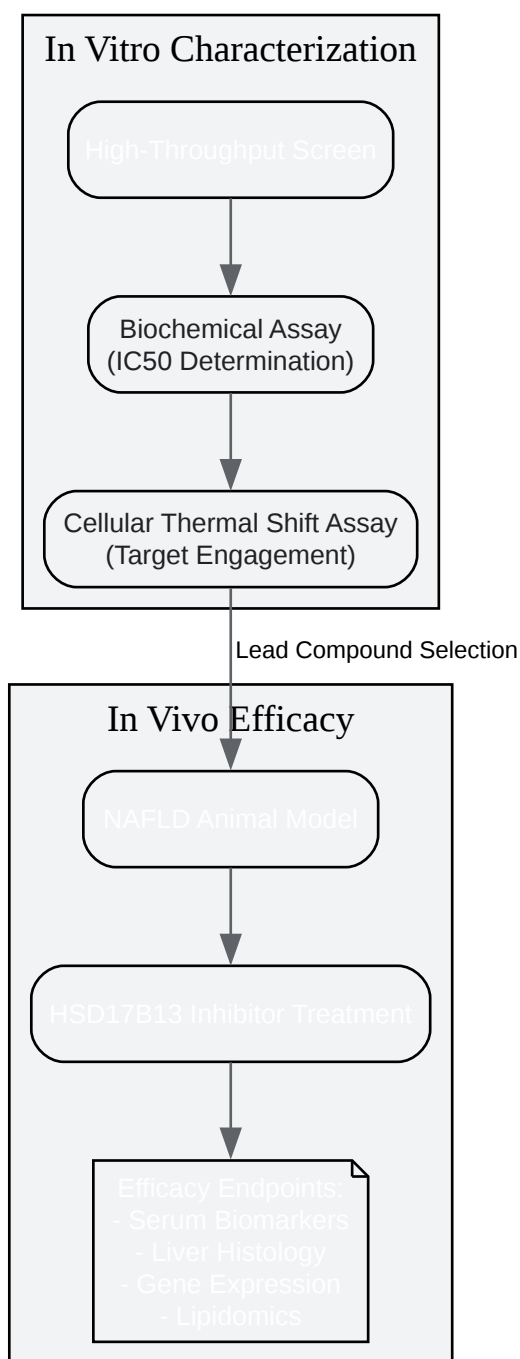 In Vitro Characterization
High-Throughput Screen
Biochemical Assay
(IC50 Determination)
Cellular Thermal Shift Assay
(Target Engagement)
Lead Compound Selection
In Vivo Efficacy
NAFLD Animal Model
HSD17B13 Inhibitor Treatment
Efficacy Endpoints:
- Serum Biomarkers
- Liver Histology
- Gene Expression
- Lipidomics